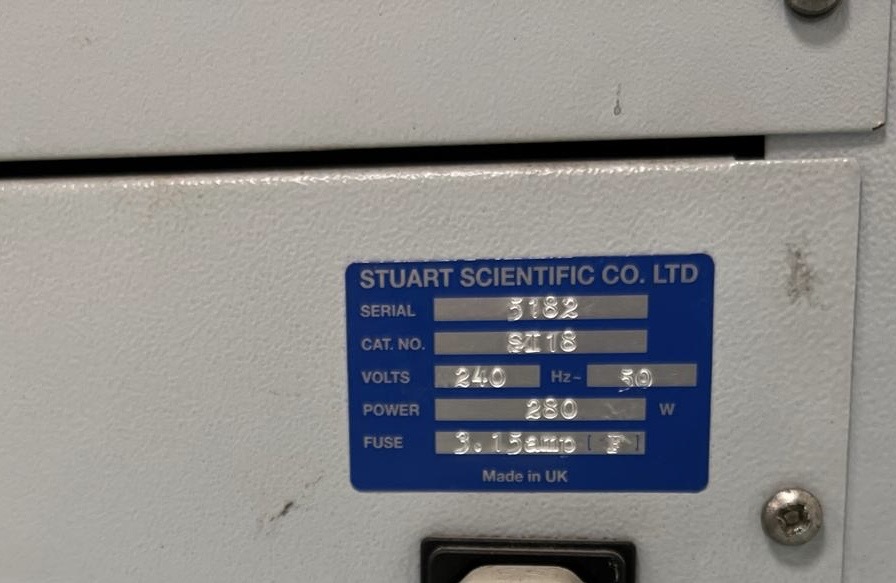 STUART SCIENTIFIC CO. LTD
SERIAL 5182
CAT. NO. SI18
VOLTS 240 Hz~ 50
POWER 280 W
FUSE 3.15amp [ F ]
Made in UK